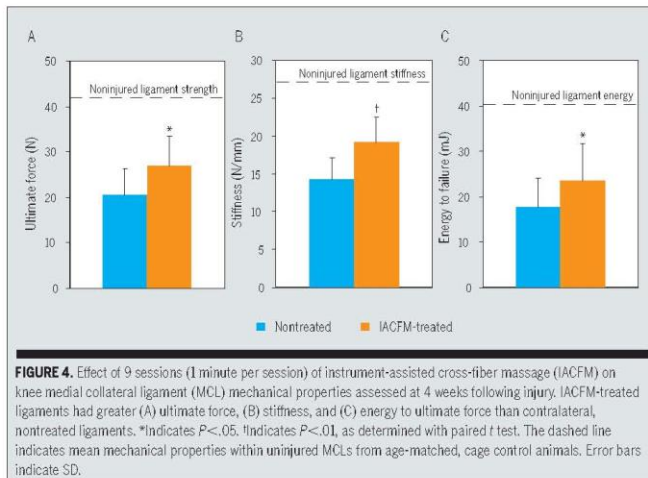 A
B
C
50
40
30
20
10
0
Ultimate force (N)
Noninjured ligament strength
*
30
25
20
15
10
5
0
Stiffness (N/mm)
Noninjured ligament stiffness
†
50
40
30
20
10
0
Energy to failure (mJ)
Noninjured ligament energy
*
Nontreated
IACFM-treated
FIGURE 4. Effect of 9 sessions (1 minute per session) of instrument-assisted cross-fiber massage (IACFM) on
knee medial collateral ligament (MCL) mechanical properties assessed at 4 weeks following injury. IACFM-treated
ligaments had greater (A) ultimate force, (B) stiffness, and (C) energy to ultimate force than contralateral,
nontreated ligaments. *Indicates P<.05. †Indicates P<.01, as determined with paired t test. The dashed line
indicates mean mechanical properties within uninjured MCLs from age-matched, cage control animals. Error bars
indicate SD.